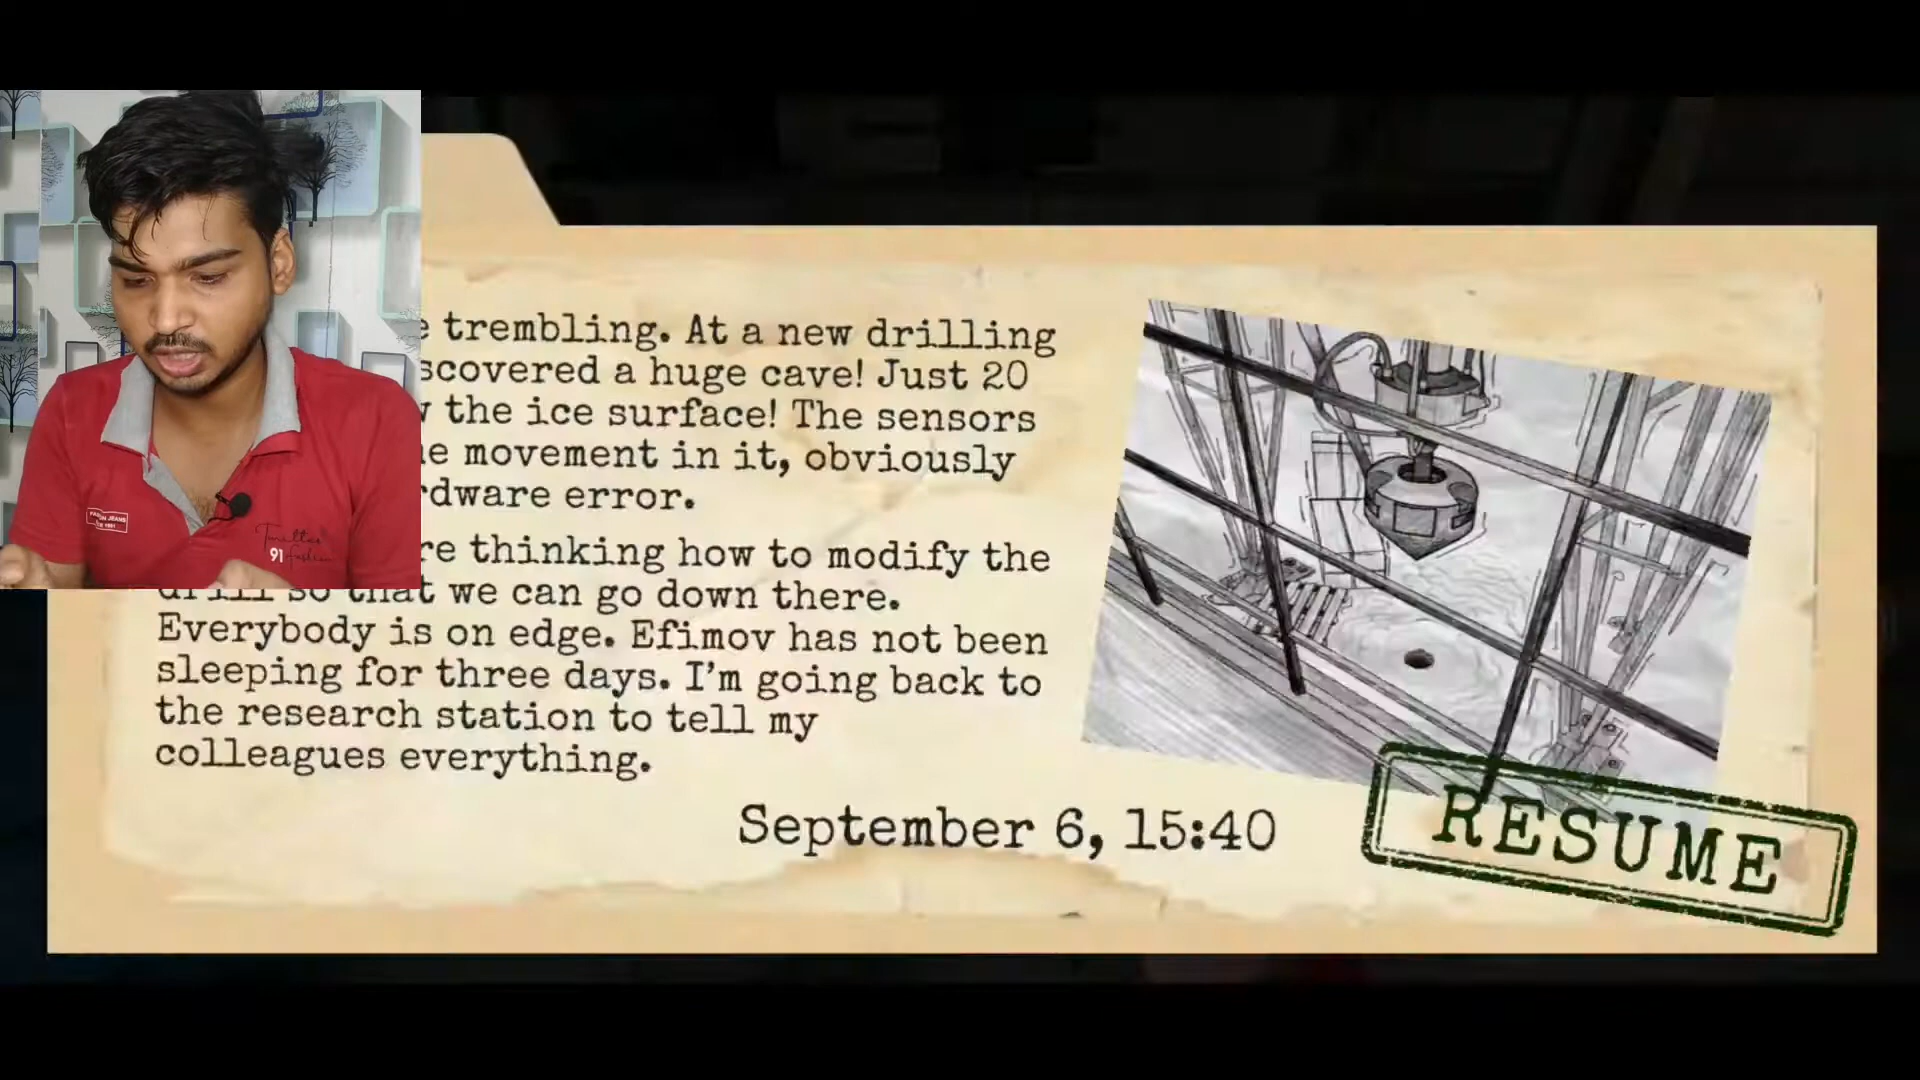 trembling. At a new drilling
a huge cave! Just 20
the ice surface! The sensors
movement in it, obviously
error.
thinking how to modify the
drill so that we can go down there.
Everybody is on edge. Efimov has not been
sleeping for three days. I'm going back to
the research station to tell my
colleagues everything.
September 6, 15:40
RESUME
91